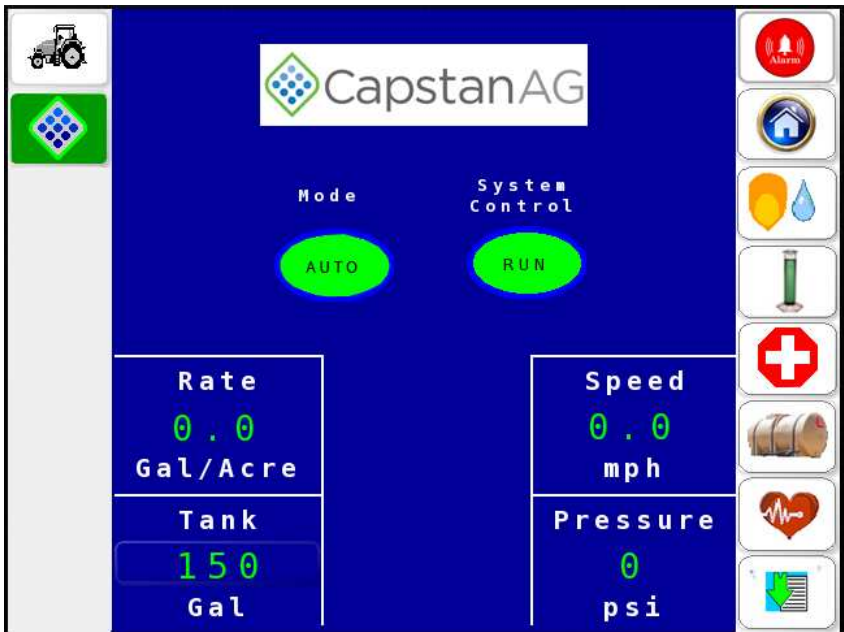 CapstanAG
Alarm
Mode
System
Control
AUTO
RUN
Rate
0.0
Gal/Acre
Speed
0.0
mph
Tank
150
Gal
Pressure
0
psi